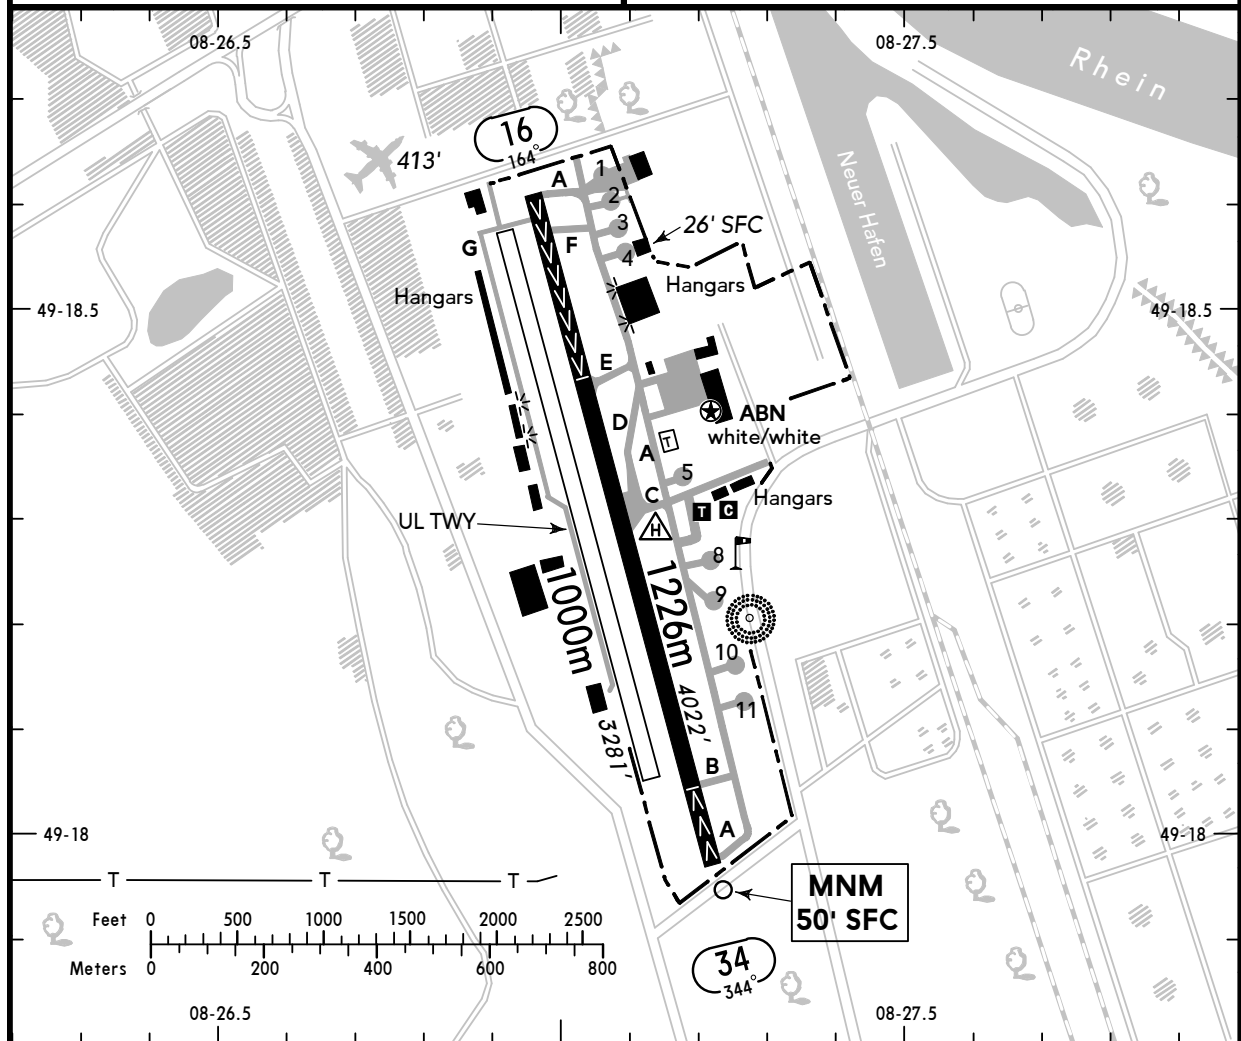 08-26.5
08-27.5
Rhein
16
164°
413'
1
A
2
26' SFC
3
G
F
4
Neuer Hafen
Hangars
Hangars
49-18.5
49-18.5
E
D
ABN
white/white
T
A
5
C
Hangars
T
C
UL TWY
H
8
1000m
1226m
9
10
4022'
11
3281'
B
A
49-18
49-18
T
T
T
MNM
50' SFC
Feet 0 500 1000 1500 2000 2500
Meters 0 200 400 600 800
34
344°
08-26.5
08-27.5